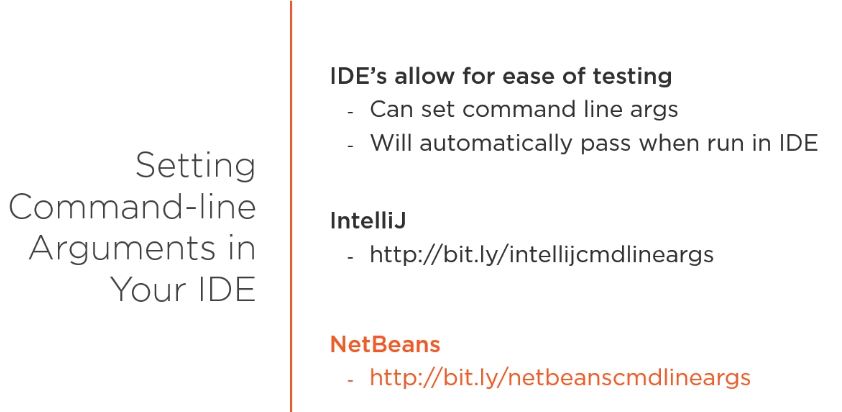 Setting
Command-line
Arguments in
Your IDE
IDE’s allow for ease of testing
- Can set command line args
- Will automatically pass when run in IDE
IntelliJ
- http://bit.ly/intellijcmdlineargs
NetBeans
- http://bit.ly/netbeanscmdlineargs